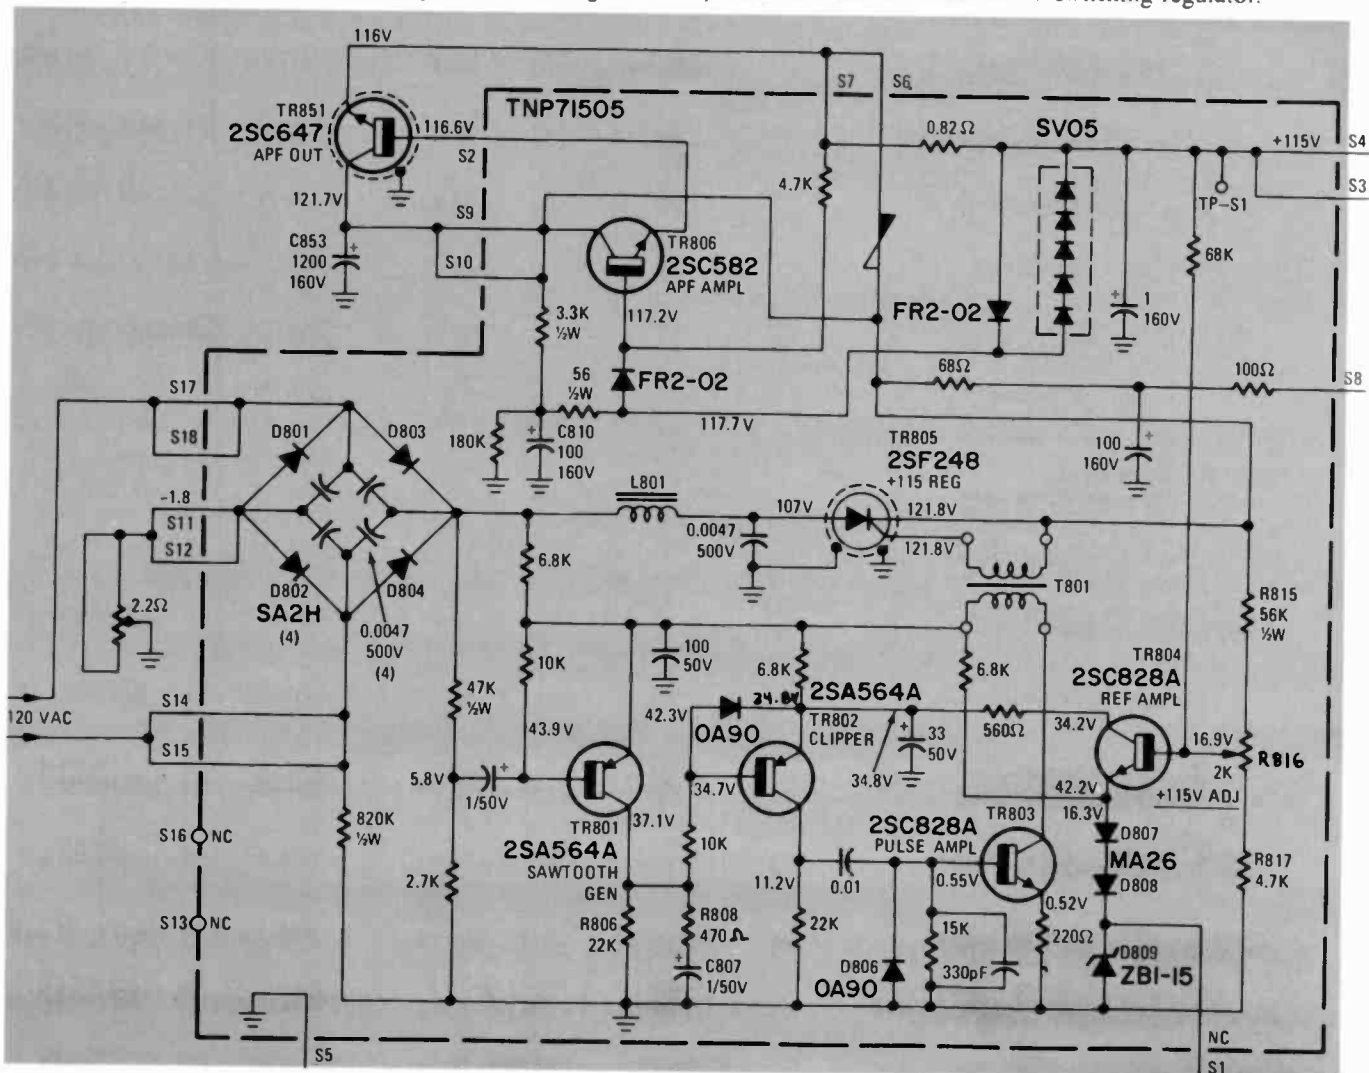 switching regulator.
116V
S7
S6
TNP71505
TR851
2SC647
APF OUT
116.6V
S2
0.82Ω
SV05
+115V
S4
S3
4.7K
TP-S1
121.7V
S9
S10
C853
1200
160V
TR806
2SC582
APF AMPL
68K
3.3K
½W
117.2V
FR2-02
1
160V
56
½W
FR2-02
68Ω
100Ω
S8
S17
S18
180K
C810
100
160V
117.7V
TR805
2SF248
+115 REG
100
160V
D801
D803
-1.8
S11
S12
L801
107V
121.8V
0.0047
500V
121.8V
6.8K
T801
D802
D804
SA2H
(4)
0.0047
500V
(4)
2.2Ω
R815
56K
½W
10K
100
50V
6.8K
6.8K
TR804
2SC828A
REF AMPL
47K
½W
34.8V
2SA564A
TR802
CLIPPER
S14
120 VAC
S15
43.9V
42.3V
OA90
33
50V
560Ω
34.2V
16.9V
2K
R816
+115V ADJ
5.8V
1/50V
34.7V
34.8V
42.2V
16.3V
820K
½W
37.1V
TR801
2SA564A
SAWTOOTH
GEN
10K
2SC828A
PULSE AMPL
TR803
D807
MA26
D808
S16
NC
2.7K
11.2V
0.01
0.55V
0.52V
R817
4.7K
S13
NC
R806
22K
R808
470Ω
22K
15K
220Ω
C807
1/50V
D806
OA90
330pF
D809
ZB1-15
S5
NC
S1